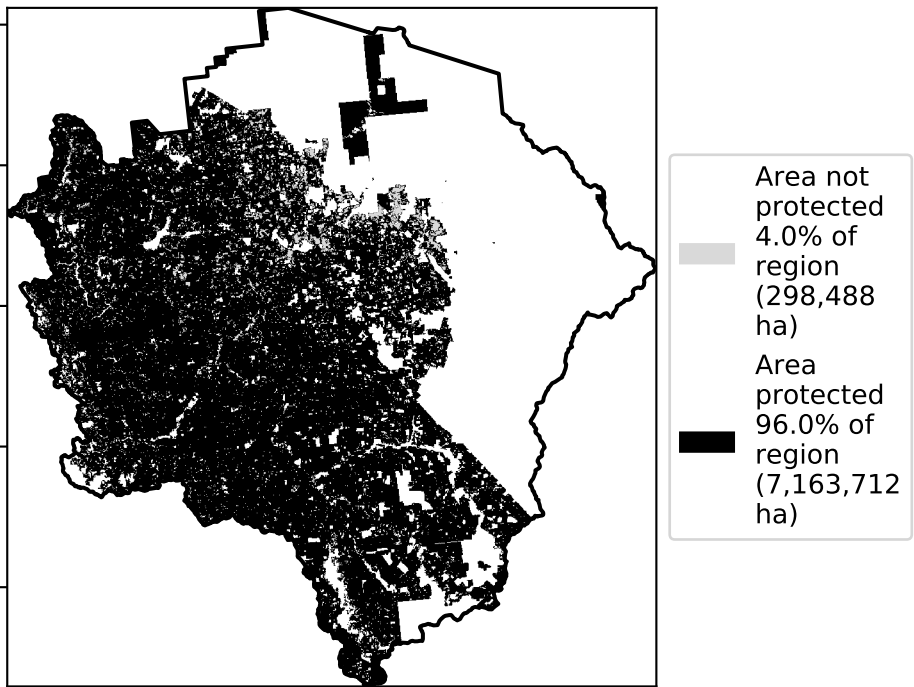 Area not
protected
4.0% of
region
(298,488
ha)
Area
protected
96.0% of
region
(7,163,712
ha)